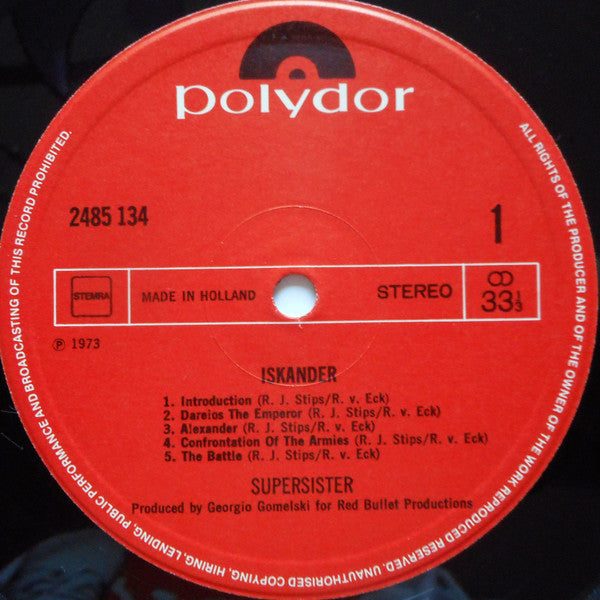 polydor
2485 134
1
STEMRA
MADE IN HOLLAND
STEREO
33 1/3
℗ 1973
ISKANDER
1. Introduction (R. J. Stips/R. v. Eck)
2. Dareios The Emperor (R. J. Stips/R. v. Eck)
3. Alexander (R. J. Stips/R. v. Eck)
4. Confrontation Of The Armies (R. J. Stips/R. v. Eck)
5. The Battle (R. J. Stips/R. v. Eck)
SUPERSISTER
Produced by Georgio Gomelski for Red Bullet Productions
ALL RIGHTS OF THE PRODUCER AND OF THE OWNER OF THE WORK REPRODUCED RESERVED. UNAUTHORISED COPYING, HIRING, LENDING, PUBLIC PERFORMANCE AND BROADCASTING OF THIS RECORD PROHIBITED.